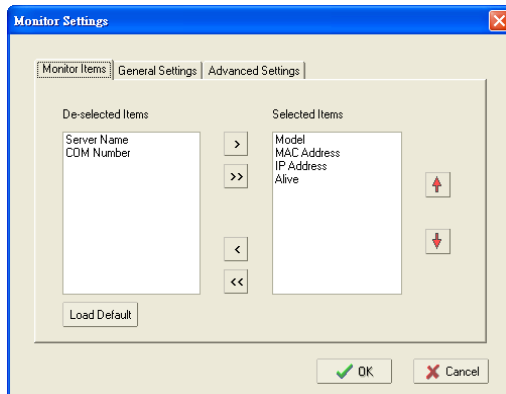 Monitor Settings
Monitor Items General Settings Advanced Settings
De-selected Items
Server Name
COM Number
>
>>
<
<<
Selected Items
Model
MAC Address
IP Address
Alive
Load Default
OK Cancel